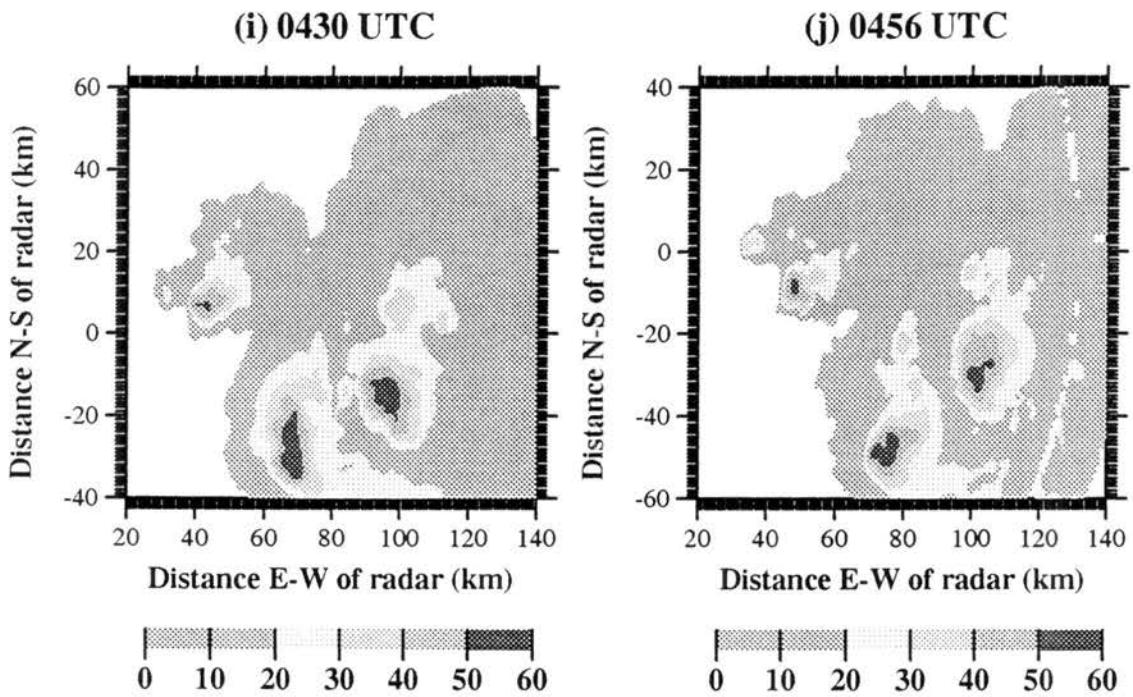 (i) 0430 UTC
60
40
20
0
-20
-40
20 40 60 80 100 120 140
Distance N-S of radar (km)
Distance E-W of radar (km)
0 10 20 30 40 50 60
(j) 0456 UTC
40
20
0
-20
-40
-60
20 40 60 80 100 120 140
Distance N-S of radar (km)
Distance E-W of radar (km)
0 10 20 30 40 50 60